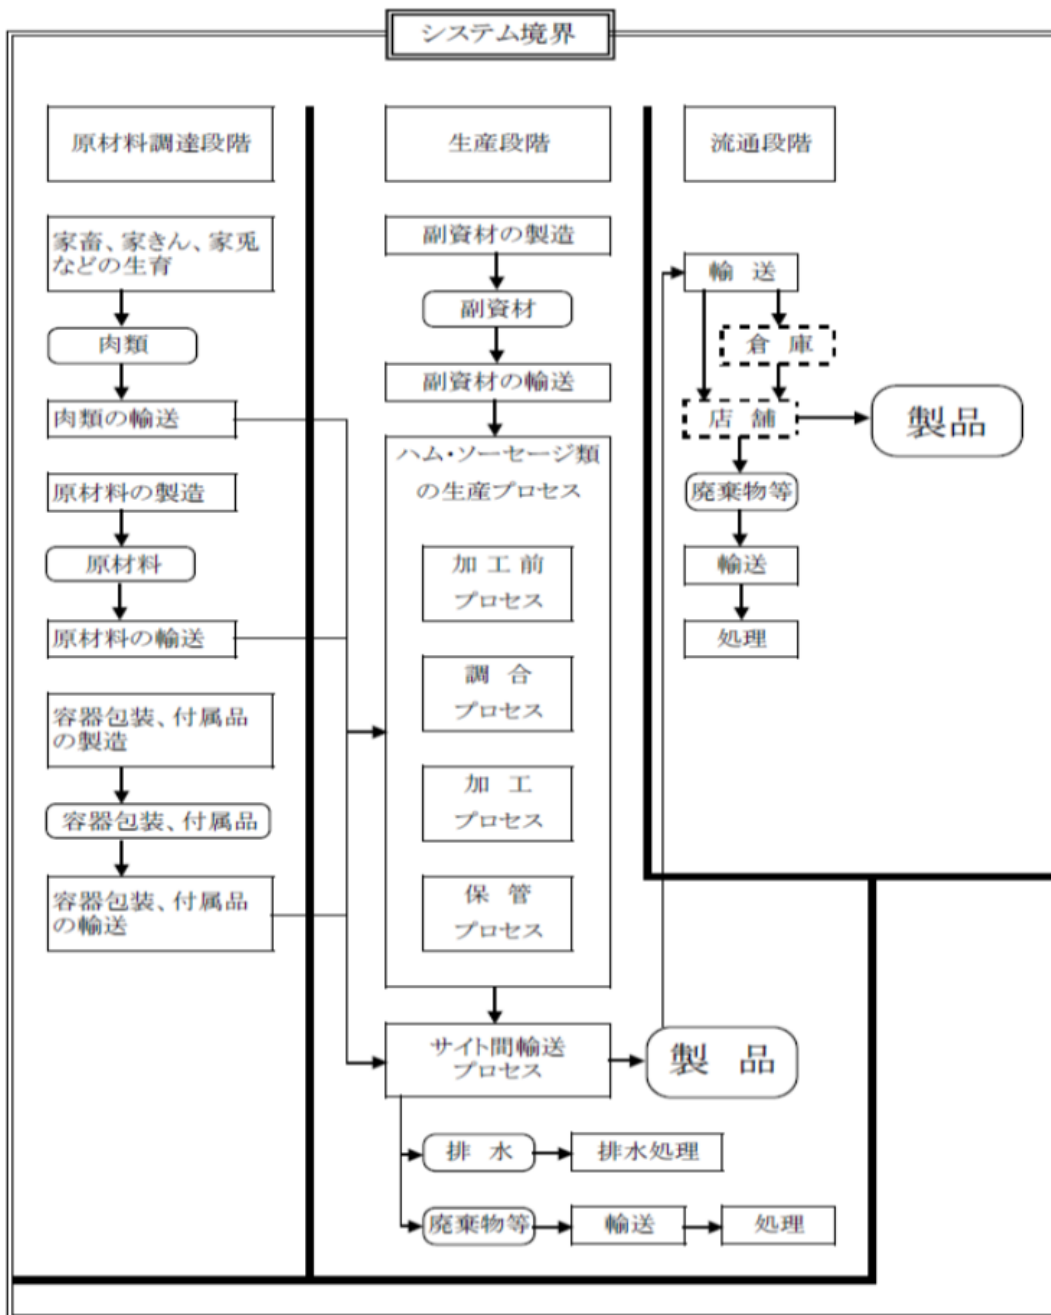 システム境界
原材料調達段階
家畜、家きん、家兎
などの生育
肉類
肉類の輸送
原材料の製造
原材料
原材料の輸送
容器包装、付属品
の製造
容器包装、付属品
容器包装、付属品
の輸送
生産段階
副資材の製造
副資材
副資材の輸送
ハム・ソーセージ類
の生産プロセス
加工前
プロセス
調合
プロセス
加工
プロセス
保管
プロセス
サイト間輸送
プロセス
製品
排水
排水処理
廃棄物等
輸送
処理
流通段階
輸送
倉庫
店舗
製品
廃棄物等
輸送
処理